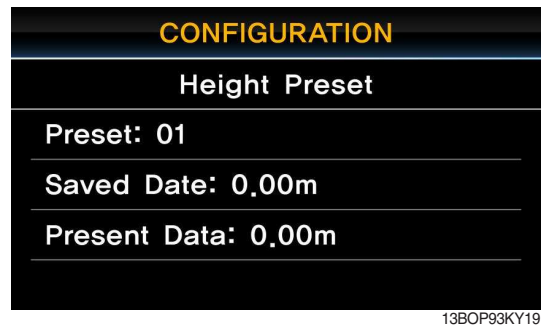 CONFIGURATION
Height Preset
Preset: 01
Saved Date: 0.00m
Present Data: 0.00m
13BOP93KY19